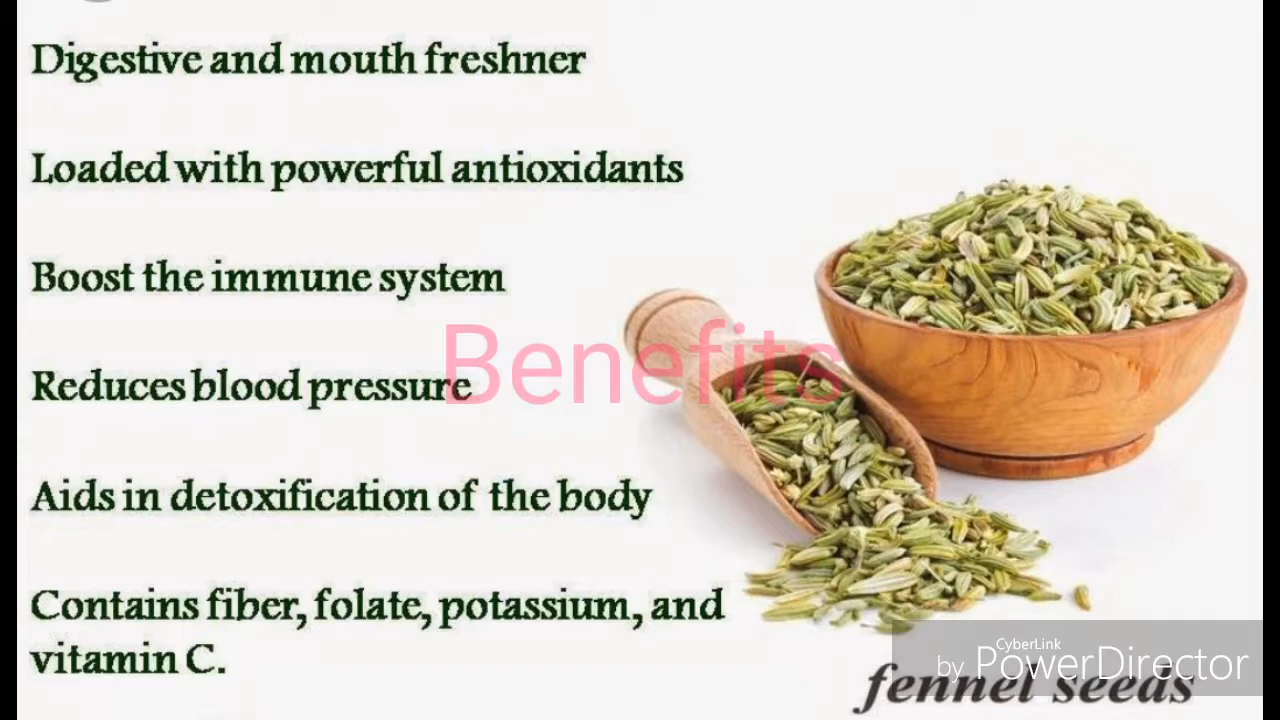 Digestive and mouth freshner
Loaded with powerful antioxidants
Boost the immune system
Benefits
Reduces blood pressure
Aids in detoxification of the body
Contains fiber, folate, potassium, and
vitamin C.
CyberLink
by PowerDirector
fennel seeds